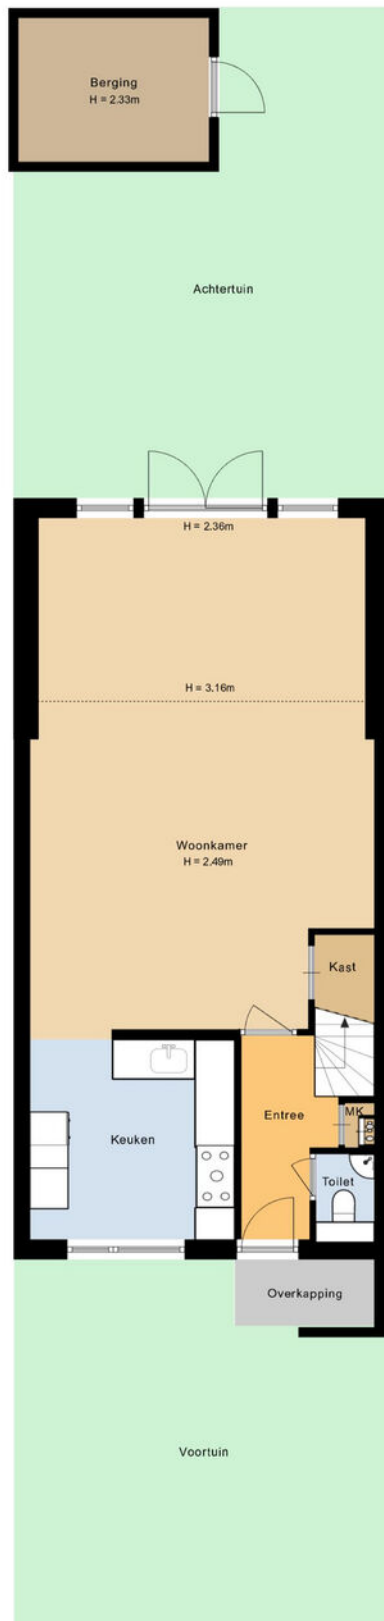 Berging
H = 2.33m
Achtertuin
H = 2.36m
H = 3.16m
Woonkamer
H = 2.49m
Kast
MK
Entree
Keuken
Toilet
Overkapping
Voortuin